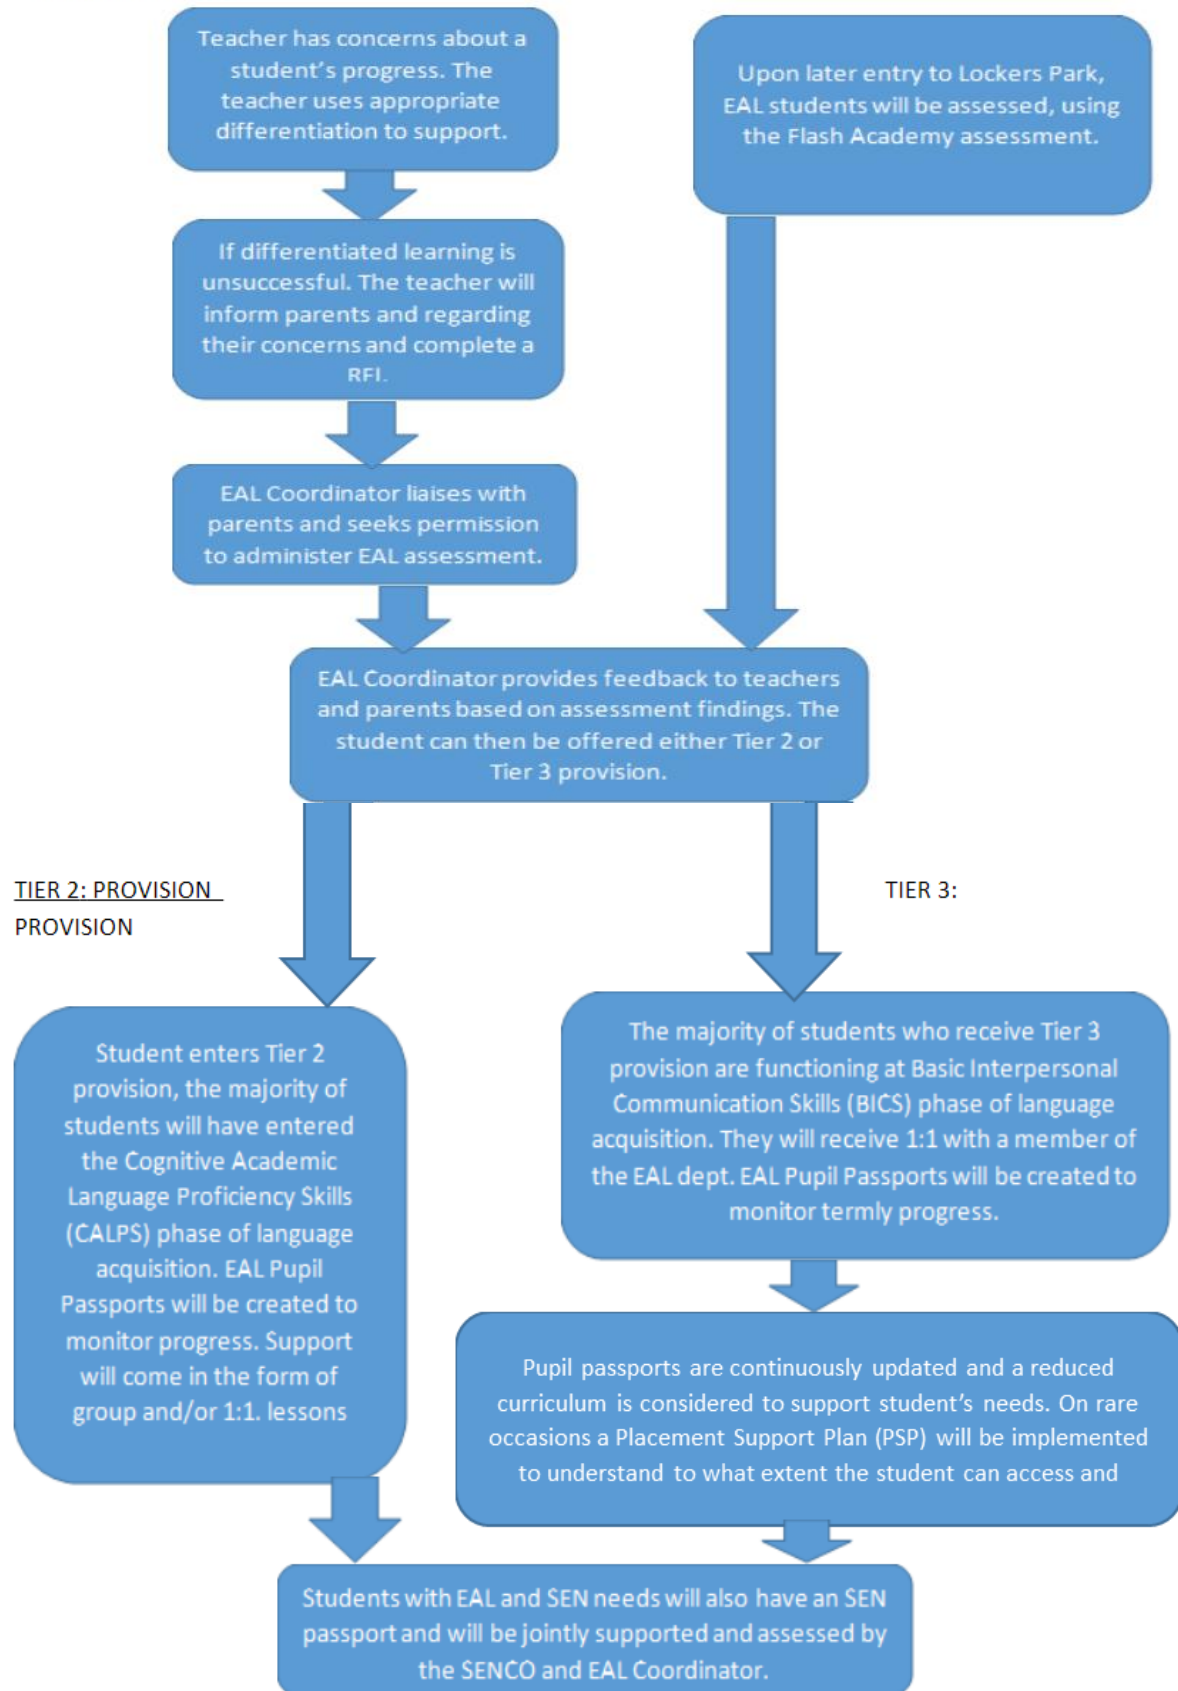 Teacher has concerns about a
student's progress. The
teacher uses appropriate
differentiation to support.
Upon later entry to Lockers Park,
EAL students will be assessed, using
the Flash Academy assessment.
If differentiated learning is
unsuccessful. The teacher will
inform parents and regarding
their concerns and complete a
RFI.
EAL Coordinator liaises with
parents and seeks permission
to administer EAL assessment.
EAL Coordinator provides feedback to teachers
and parents based on assessment findings. The
student can then be offered either Tier 2 or
Tier 3 provision.
TIER 2: PROVISION
TIER 3:
PROVISION
Student enters Tier 2
provision, the majority of
students will have entered
the Cognitive Academic
Language Proficiency Skills
(CALPS) phase of language
acquisition. EAL Pupil
Passports will be created to
monitor progress. Support
will come in the form of
group and/or 1:1. lessons
The majority of students who receive Tier 3
provision are functioning at Basic Interpersonal
Communication Skills (BICS) phase of language
acquisition. They will receive 1:1 with a member of
the EAL dept. EAL Pupil Passports will be created to
monitor termly progress.
Pupil passports are continuously updated and a reduced
curriculum is considered to support student's needs. On rare
occasions a Placement Support Plan (PSP) will be implemented
to understand to what extent the student can access and
Students with EAL and SEN needs will also have an SEN
passport and will be jointly supported and assessed by
the SENCO and EAL Coordinator.